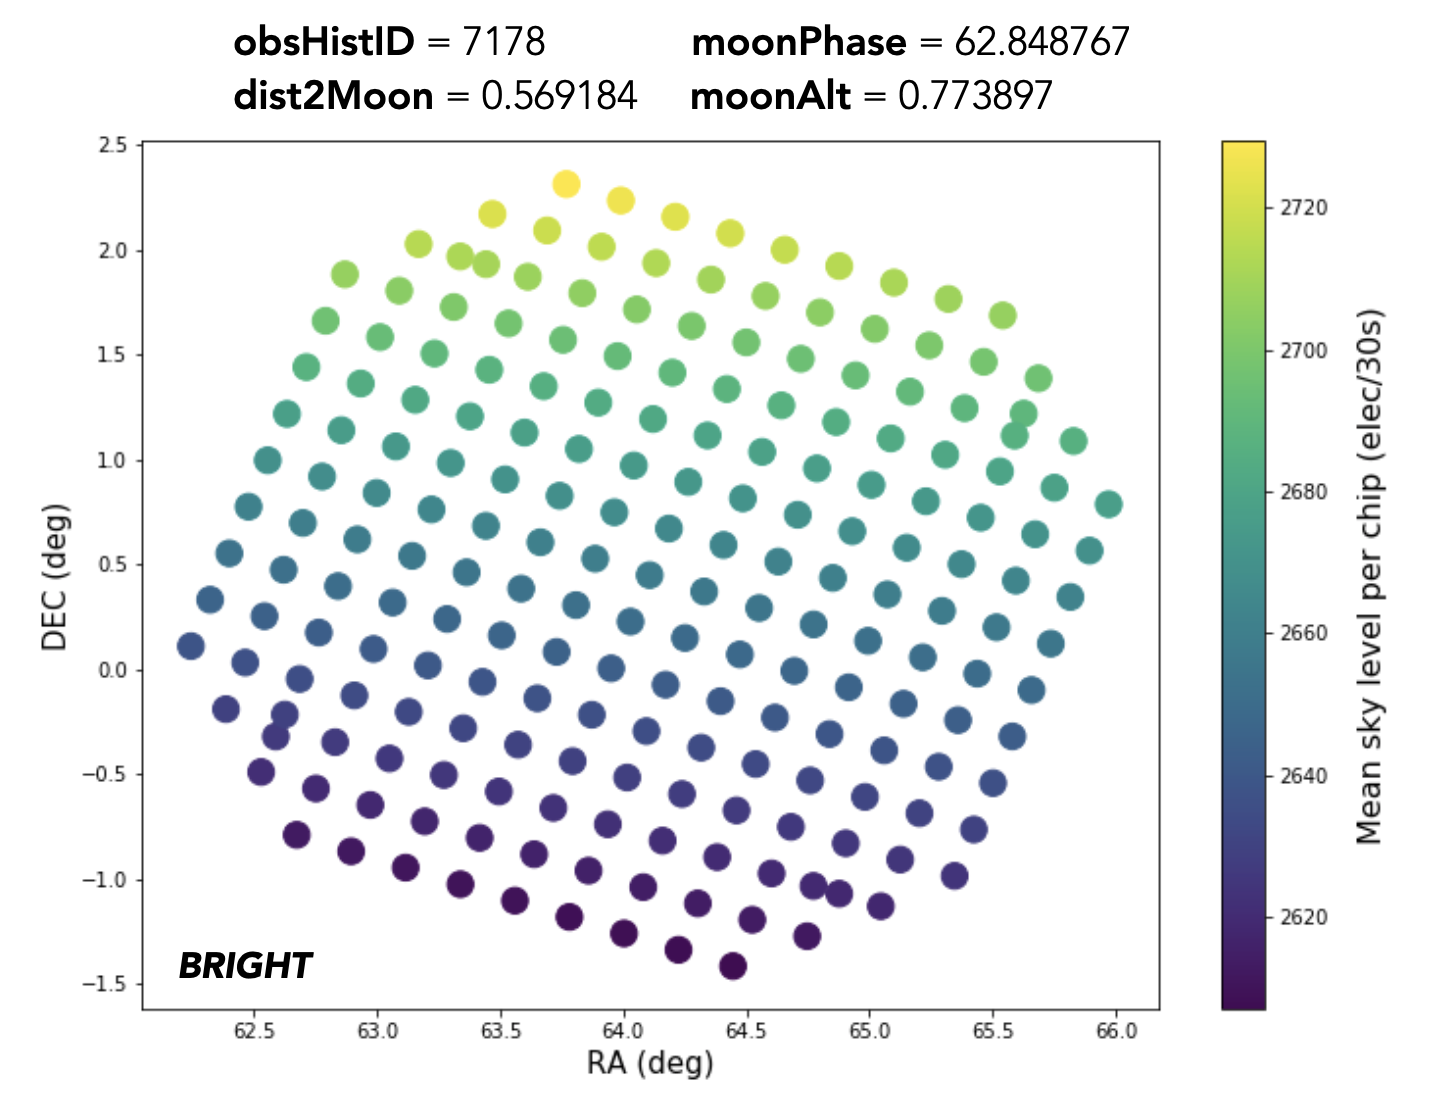 obsHistID = 7178 moonPhase = 62.848767
dist2Moon = 0.569184 moonAlt = 0.773897
2.5
2.0
1.5
1.0
0.5
0.0
−0.5
−1.0
−1.5
DEC (deg)
BRIGHT
62.5 63.0 63.5 64.0 64.5 65.0 65.5 66.0
RA (deg)
2720
2700
2680
2660
2640
2620
Mean sky level per chip (elec/30s)